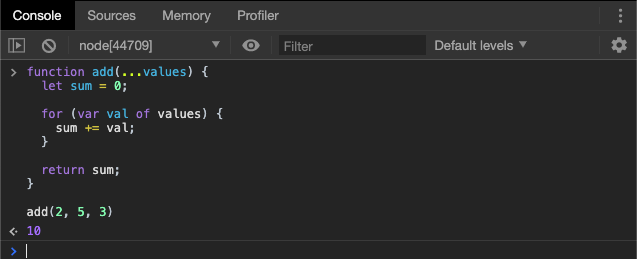 Console Sources Memory Profiler
node[44709] ▼ Filter Default levels ▼
> function add(...values) {
  let sum = 0;

  for (var val of values) {
    sum += val;
  }

  return sum;
}

add(2, 5, 3)
10
>